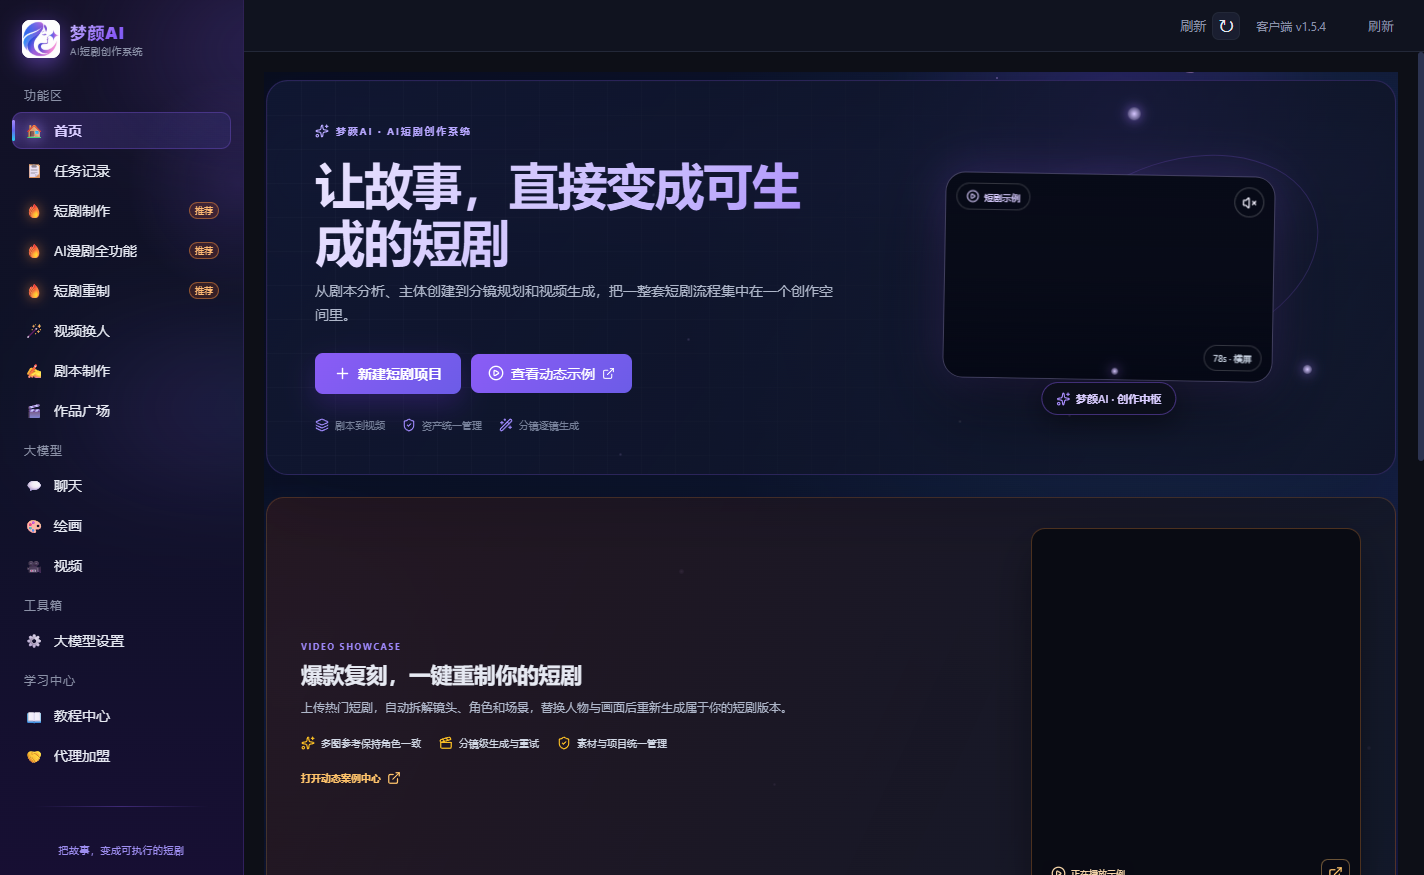 梦颜AI
AI短剧创作系统
功能区
首页
任务记录
短剧制作 推荐
AI漫剧全功能 推荐
短剧重制 推荐
视频换人
剧本制作
作品广场
大模型
聊天
绘画
视频
工具箱
大模型设置
学习中心
教程中心
代理加盟
把故事，变成可执行的短剧
刷新 客户端 v1.5.4 刷新
梦颜AI · AI短剧创作系统
让故事，直接变成可生
成的短剧
从剧本分析、主体创建到分镜规划和视频生成，把一整套短剧流程集中在一个创作空
间里。
新建短剧项目 查看动态示例
剧本到视频 资产统一管理 分镜逐镜生成
短剧示例
78s · 横屏
梦颜AI · 创作中枢
VIDEO SHOWCASE
爆款复刻，一键重制你的短剧
上传热门短剧，自动拆解镜头、角色和场景，替换人物与画面后重新生成属于你的短剧版本。
多图参考保持角色一致 分镜级生成与重试 素材与项目统一管理
打开动态案例中心
正在播放示例